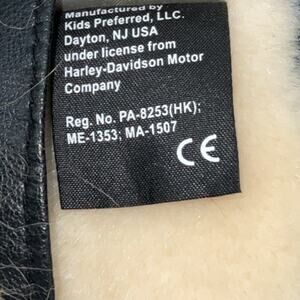 Manufactured by
Kids Preferred, LLC.
Dayton, NJ USA
under license from
Harley-Davidson Motor
Company
Reg. No. PA-8253(HK);
ME-1353; MA-1507
CE